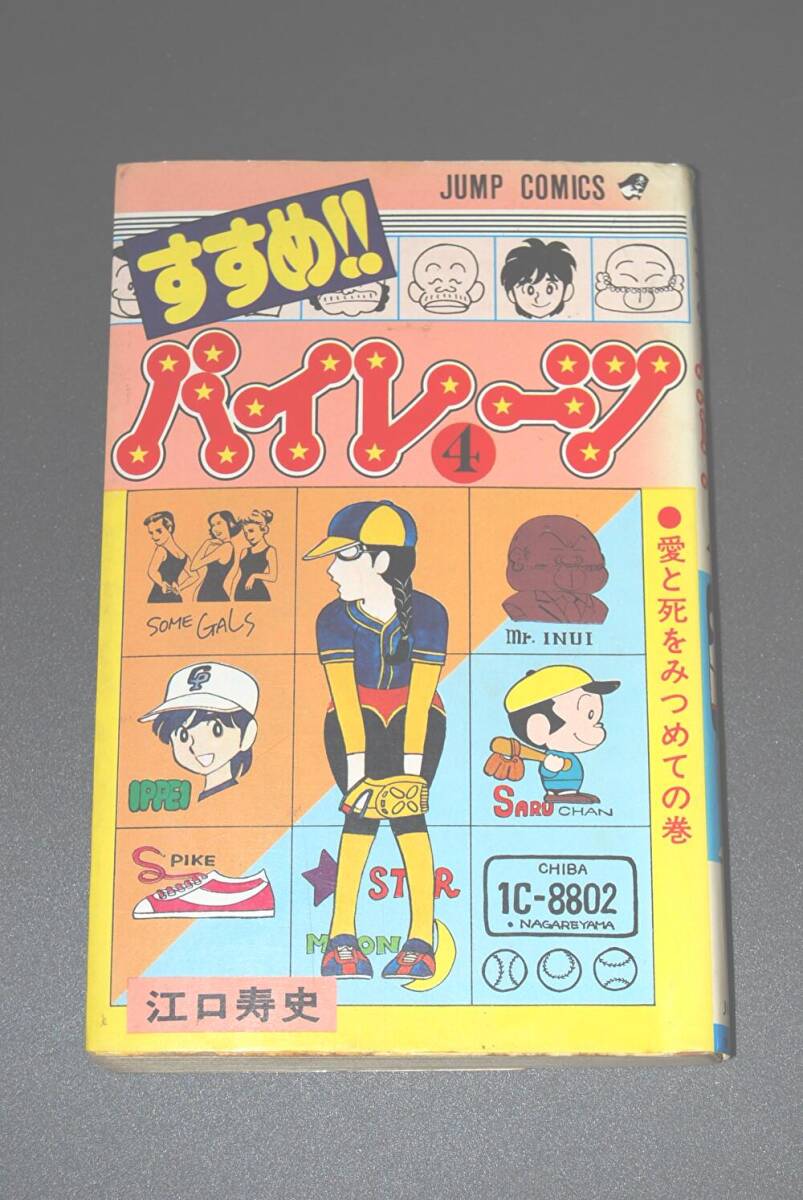 JUMP COMICS
すすめ!!
パイレーツ
4
●愛と死をみつめての巻
SOME GALS
Mr. INUI
CP
IPPEI
SARU CHAN
SPIKE
STAR
MOON
CHIBA
1C-8802
• NAGAREYAMA
江口寿史